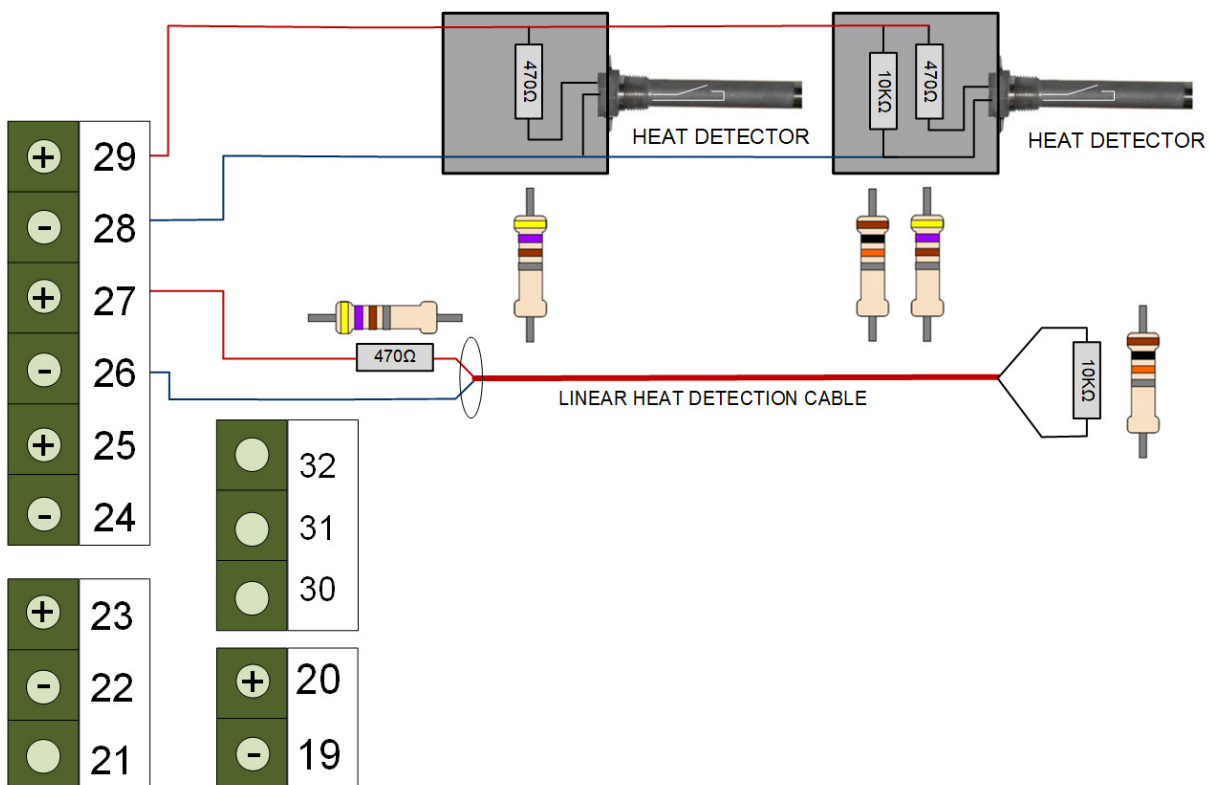 470Ω
10KΩ
470Ω
HEAT DETECTOR
HEAT DETECTOR
+ 29
- 28
+ 27
- 26
+ 25
- 24
470Ω
10KΩ
LINEAR HEAT DETECTION CABLE
32
31
30
+ 23
- 22
21
+ 20
- 19